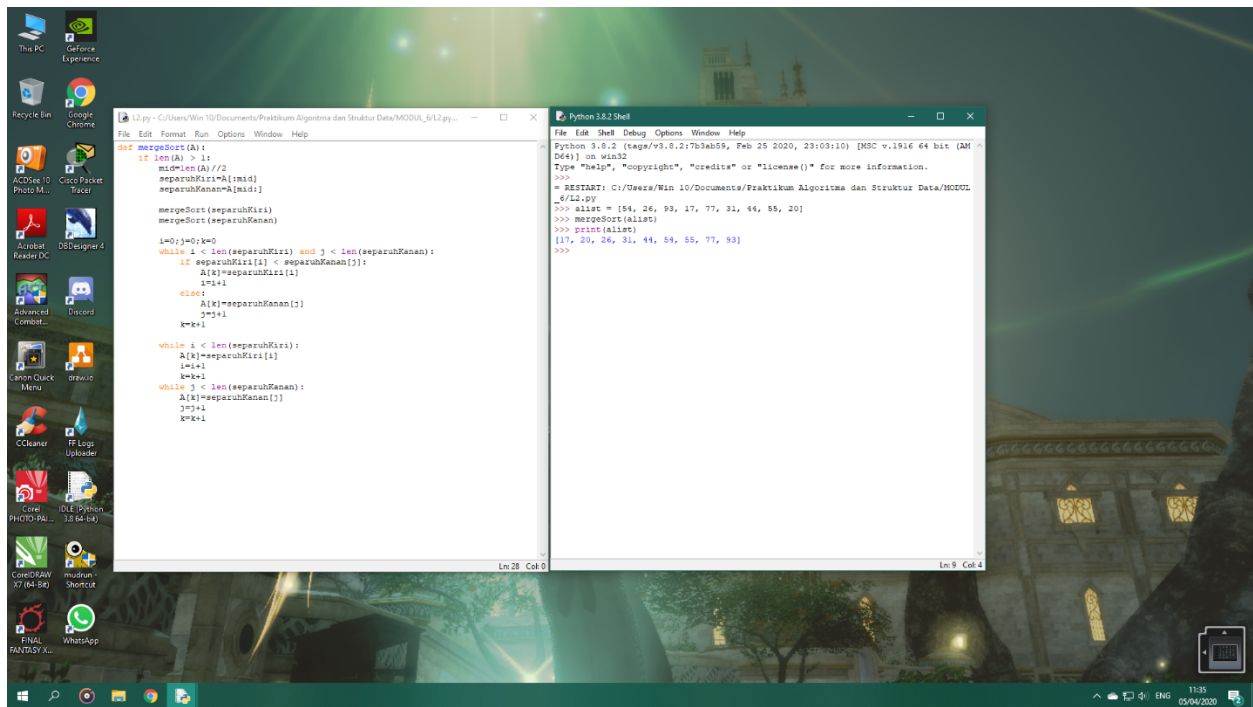 This PC
GeForce
Experience
Recycle Bin
Google
Chrome
ACDSee 10
Photo M...
Cisco Packet
Tracer
Acrobat
Reader DC
DBDesigner 4
Advanced
Combat...
Discord
Canon Quick
Menu
draw.io
CCleaner
FF Logs
Uploader
Corel
PHOTO-PAI...
IDLE (Python
3.8 64-bit)
CorelDRAW
X7 (64-Bit)
mudrun -
Shortcut
FINAL
FANTASY X...
WhatsApp
L2.py - C:/Users/Win 10/Documents/Praktikum Algoritma dan Struktur Data/MODUL_6/L2.py...
File Edit Format Run Options Window Help
def mergeSort(A):
    if len(A) > 1:
        mid=len(A)//2
        separuhKiri=A[:mid]
        separuhKanan=A[mid:]

        mergeSort(separuhKiri)
        mergeSort(separuhKanan)

        i=0;j=0;k=0
        while i < len(separuhKiri) and j < len(separuhKanan):
            if separuhKiri[i] < separuhKanan[j]:
                A[k]=separuhKiri[i]
                i=i+1
            else:
                A[k]=separuhKanan[j]
                j=j+1
            k=k+1

        while i < len(separuhKiri):
            A[k]=separuhKiri[i]
            i=i+1
            k=k+1
        while j < len(separuhKanan):
            A[k]=separuhKanan[j]
            j=j+1
            k=k+1
Ln: 28 Col: 0
Python 3.8.2 Shell
File Edit Shell Debug Options Window Help
Python 3.8.2 (tags/v3.8.2:7b3ab59, Feb 25 2020, 23:03:10) [MSC v.1916 64 bit (AM
D64)] on win32
Type "help", "copyright", "credits" or "license()" for more information.
>>>
= RESTART: C:/Users/Win 10/Documents/Praktikum Algoritma dan Struktur Data/MODUL
_6/L2.py
>>> alist = [54, 26, 93, 17, 77, 31, 44, 55, 20]
>>> mergeSort(alist)
>>> print(alist)
[17, 20, 26, 31, 44, 54, 55, 77, 93]
>>>
Ln: 9 Col: 4
ENG
11:35
05/04/2020
2